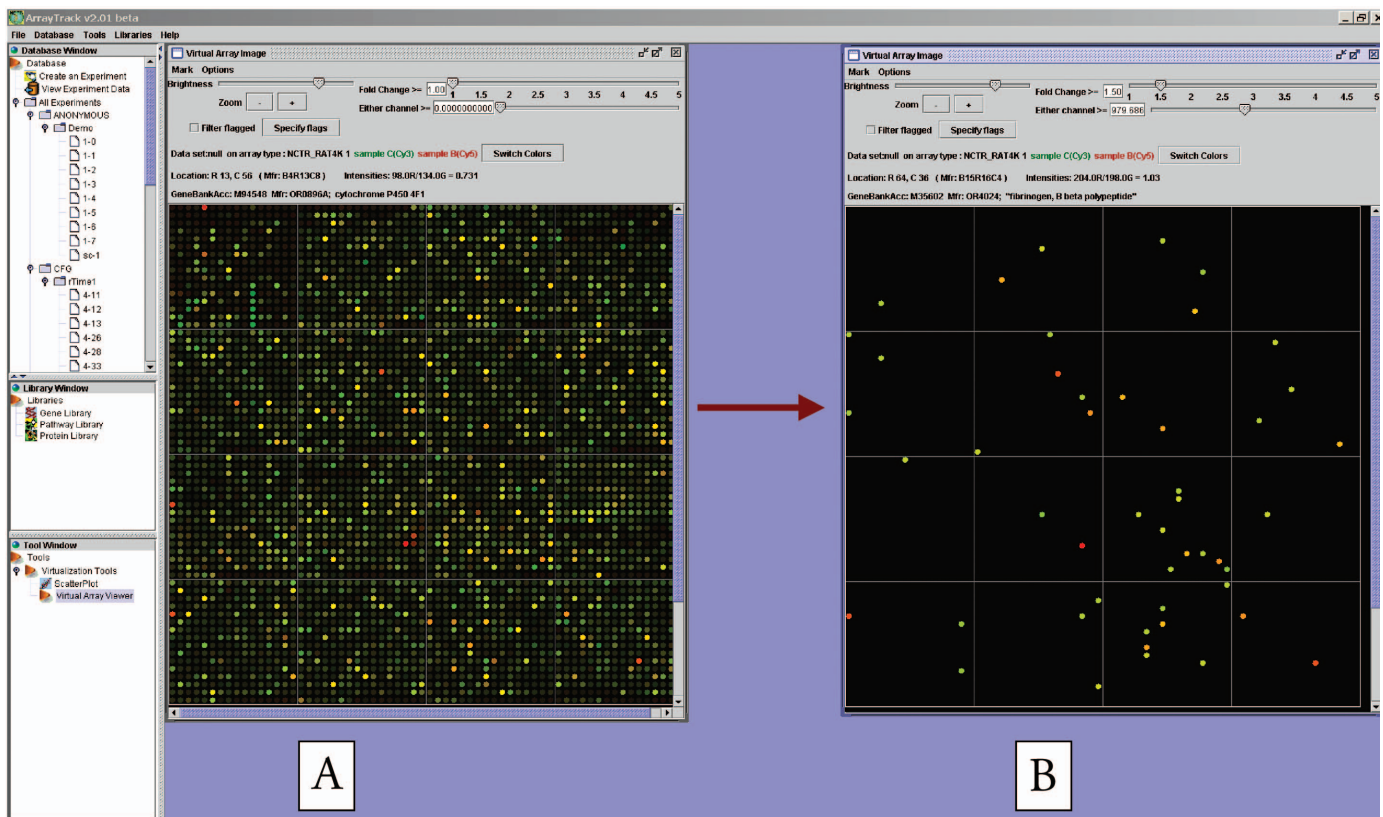 ArrayTrack v2.01 beta
File Database Tools Libraries Help
Database Window
Database
Create an Experiment
View Experiment Data
All Experiments
ANONYMOUS
Demo
1-0
1-1
1-2
1-3
1-4
1-5
1-6
1-7
sc-1
CFG
rTime1
4-11
4-12
4-13
4-26
4-28
4-33
Library Window
Libraries
Gene Library
Pathway Library
Protein Library
Tool Window
Tools
Virtualization Tools
ScatterPlot
Virtual Array Viewer
Virtual Array Image
Mark Options
Brightness
Fold Change >= 1.00
1 1.5 2 2.5 3 3.5 4 4.5 5
Zoom - +
Either channel >= 0.0000000000
Filter flagged Specify flags
Data set:null on array type : NCTR_RAT4K 1 sample C(Cy3) sample B(Cy5) Switch Colors
Location: R 13, C 56 ( Mfr: B4R13C8 ) Intensities: 98.0R/134.0G = 0.731
GeneBankAcc: M94548 Mfr: OR0896A; cytochrome P450 4F1
A
Virtual Array Image
Mark Options
Brightness
Fold Change >= 1.50
1 1.5 2 2.5 3 3.5 4 4.5 5
Zoom - +
Either channel >= 979.686
Filter flagged Specify flags
Data set:null on array type : NCTR_RAT4K 1 sample C(Cy3) sample B(Cy5) Switch Colors
Location: R 64, C 36 ( Mfr: B15R16C4 ) Intensities: 204.0R/198.0G = 1.03
GeneBankAcc: M35602 Mfr: OR4024; "fibrinogen, B beta polypeptide"
B